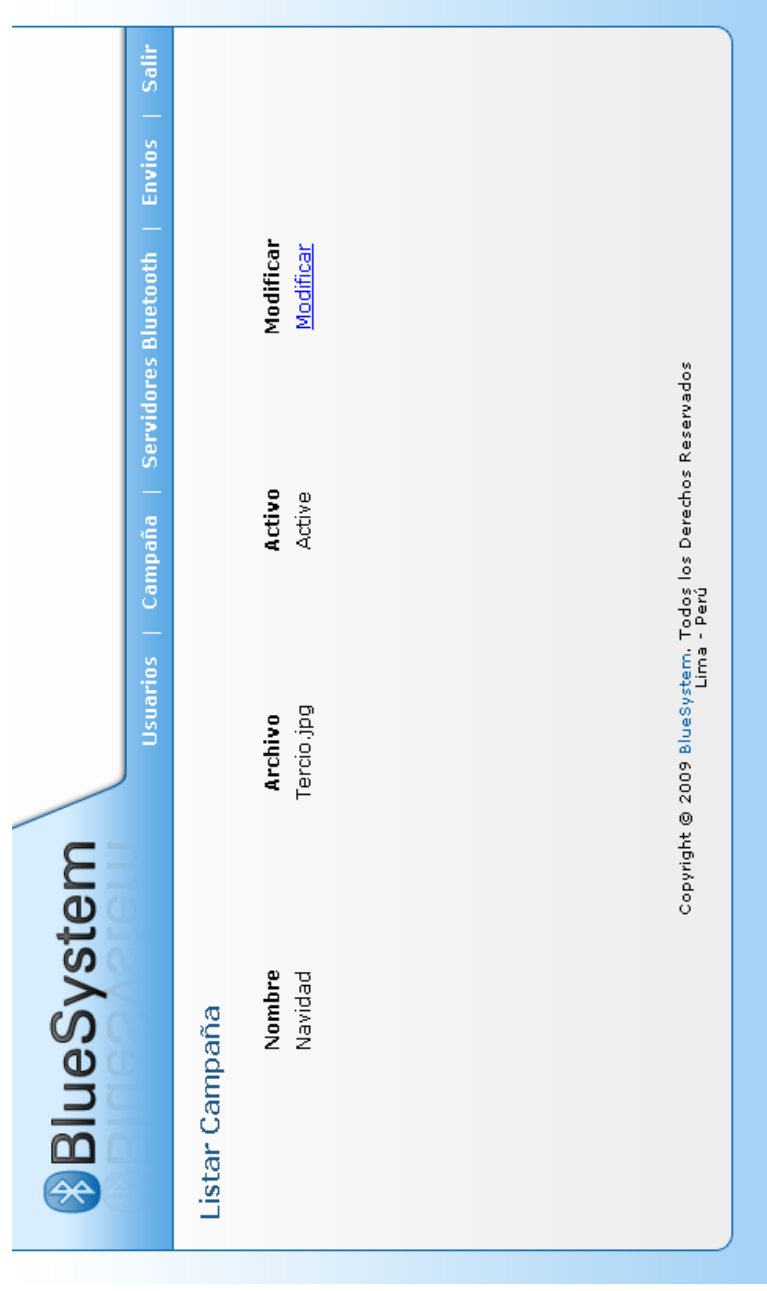 BlueSystem
Usuarios | Campaña | Servidores Bluetooth | Envios | Salir
Listar Campaña
Nombre Archivo Activo Modificar
Navidad Tercio.jpg Active Modificar
Copyright © 2009 BlueSystem. Todos los Derechos Reservados
Lima - Perú